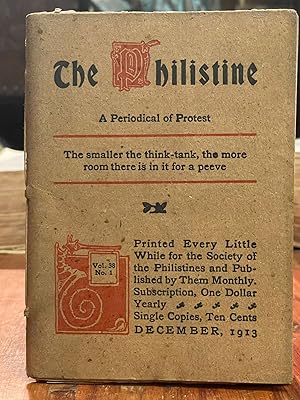 The Philistine
A Periodical of Protest
The smaller the think-tank, the more
room there is in it for a peeve
Vol. 38
No. 1
Printed Every Little
While for the Society of
the Philistines and Pub-
lished by Them Monthly.
Subscription, One Dollar
Yearly
Single Copies, Ten Cents
DECEMBER, 1913